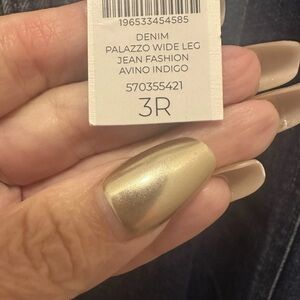 196533454585
DENIM
PALAZZO WIDE LEG
JEAN FASHION
AVINO INDIGO
570355421
3R